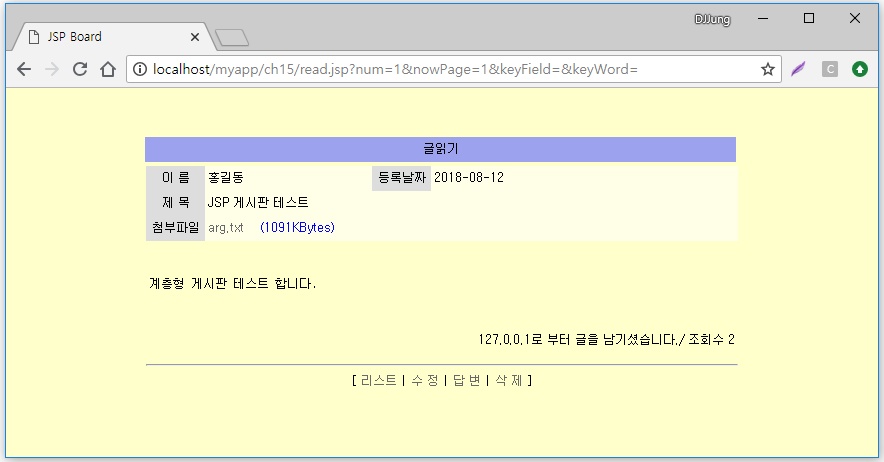 DJJung
JSP Board
localhost/myapp/ch15/read.jsp?num=1&nowPage=1&keyField=&keyWord=
C
글읽기
이 름 홍길동 등록날짜 2018-08-12
제 목 JSP 게시판 테스트
첨부파일 arg.txt (1091KBytes)
계층형 게시판 테스트 합니다.
127.0.0.1로 부터 글을 남기셨습니다./ 조회수 2
[ 리스트 | 수 정 | 답 변 | 삭 제 ]